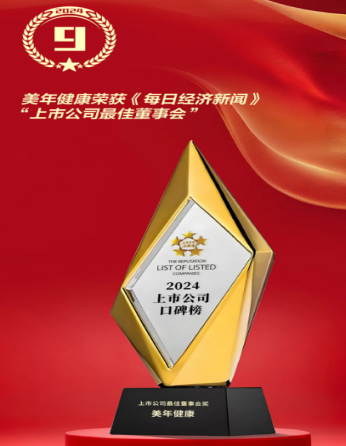 2024
9
美年健康荣获《每日经济新闻》
“上市公司最佳董事会”
THE REPUTATION
LIST OF LISTED
COMPANIES
2024
上市公司
口碑榜
上市公司最佳董事会奖
美年健康